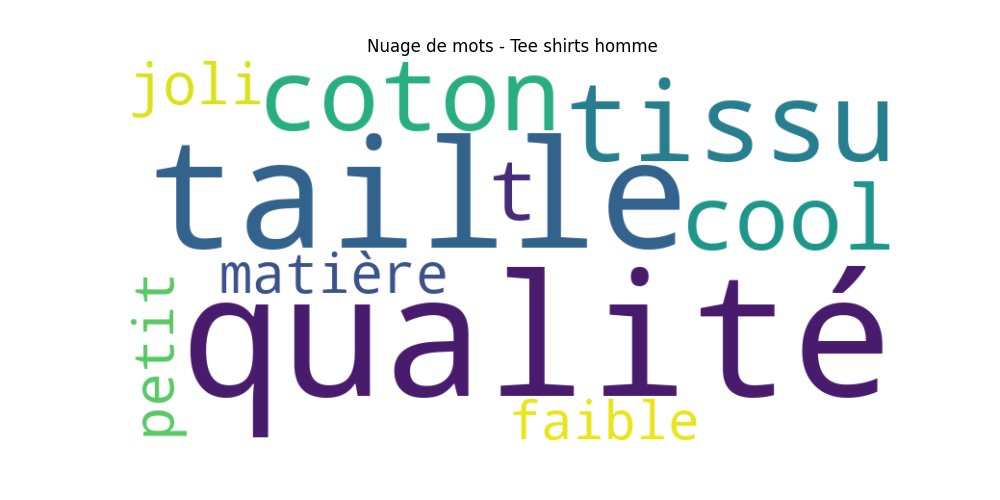 Nuage de mots - Tee shirts homme
joli
coton
tissu
taille
t
cool
matière
petit
qualité
faible